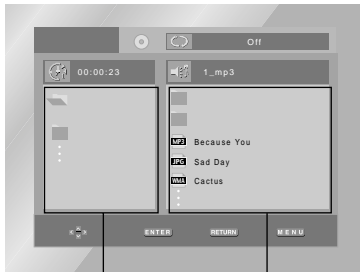 Off
00:00:23
1_mp3
MP3 Because You
JPG Sad Day
WMA Cactus
ENTER RETURN MENU